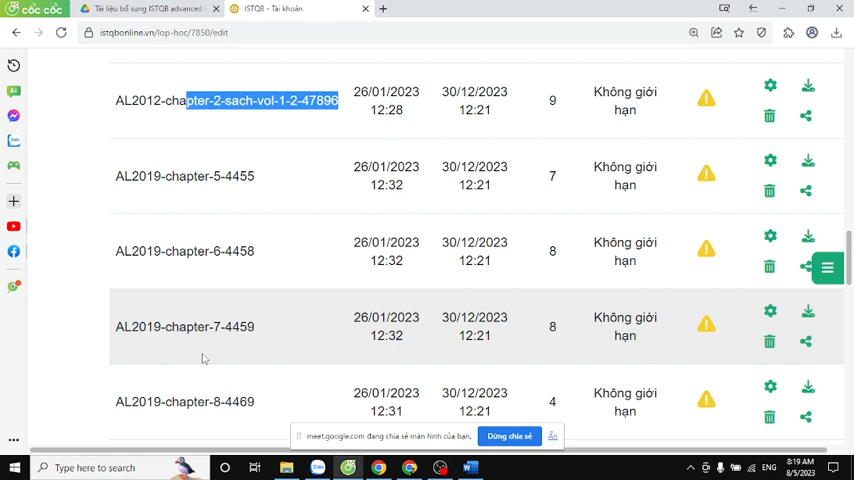 CỐC CỐC
Tài liệu bổ sung ISTQB advanced
ISTQB - Tài khoản
istqbonline.vn/lop-hoc/7850/edit
AL2012-chapter-2-sach-vol-1-2-47896
26/01/2023
12:28
30/12/2023
12:21
9
Không giới
hạn
AL2019-chapter-5-4455
26/01/2023
12:32
30/12/2023
12:21
7
Không giới
hạn
AL2019-chapter-6-4458
26/01/2023
12:32
30/12/2023
12:21
8
Không giới
hạn
AL2019-chapter-7-4459
26/01/2023
12:32
30/12/2023
12:21
8
Không giới
hạn
AL2019-chapter-8-4469
26/01/2023
12:31
30/12/2023
12:21
4
Không giới
hạn
meet.google.com đang chia sẻ màn hình của bạn.
Dừng chia sẻ
Ẩn
Type here to search
ENG
8:19 AM
8/5/2023